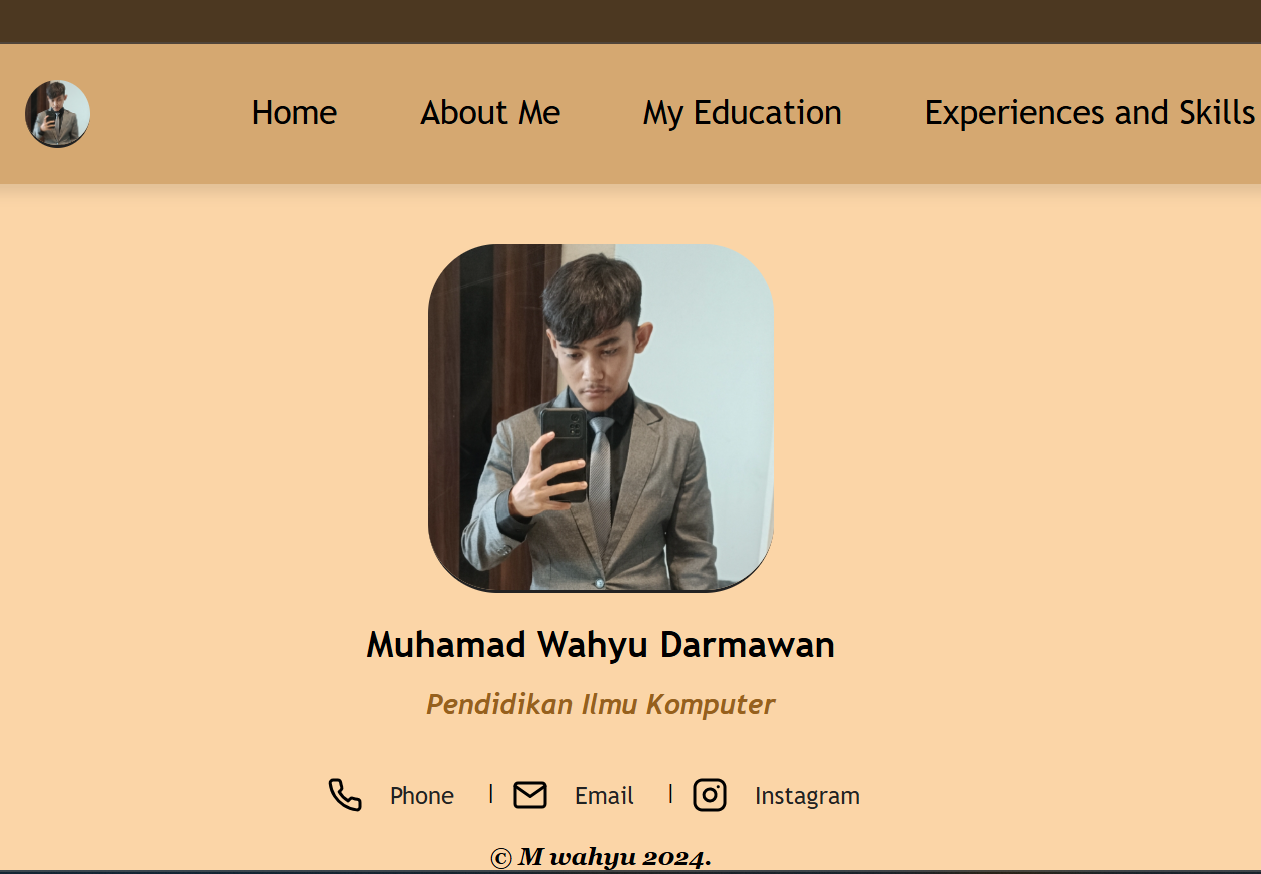 Home About Me My Education Experiences and Skills
Muhamad Wahyu Darmawan
Pendidikan Ilmu Komputer
Phone | Email | Instagram
© M wahyu 2024.